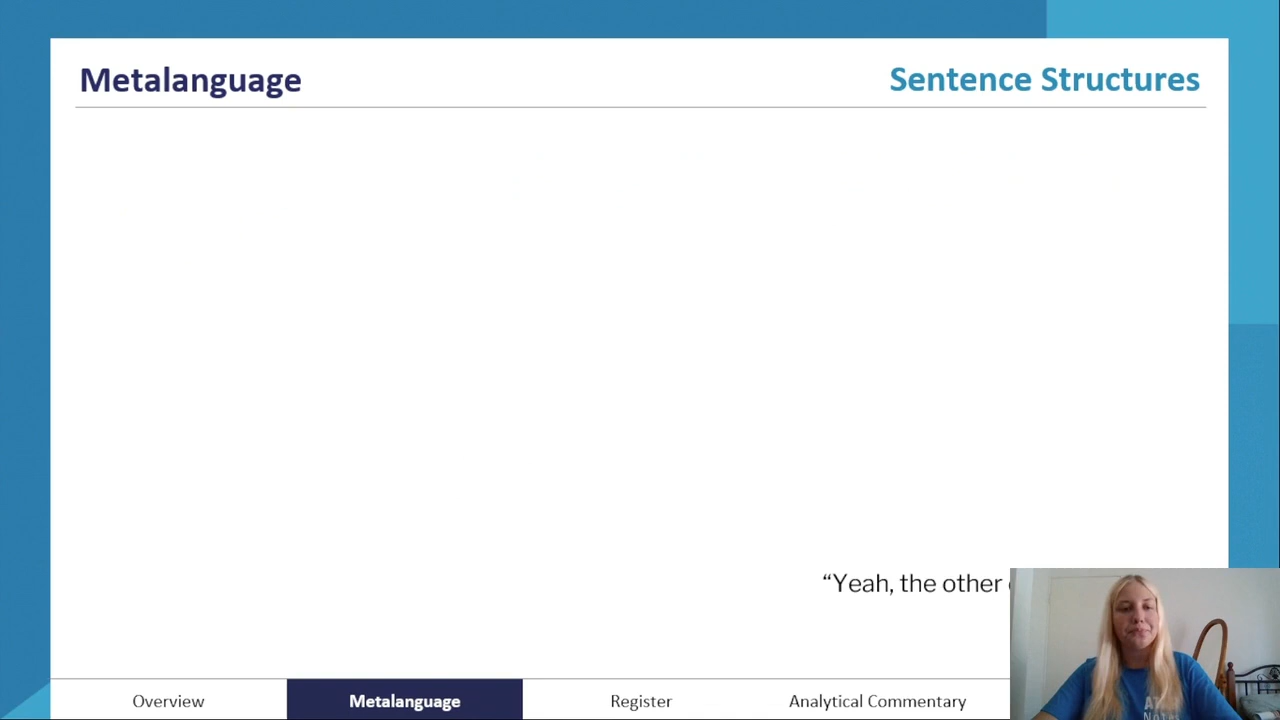 Metalanguage
Sentence Structures
“Yeah, the other
Overview
Metalanguage
Register
Analytical Commentary